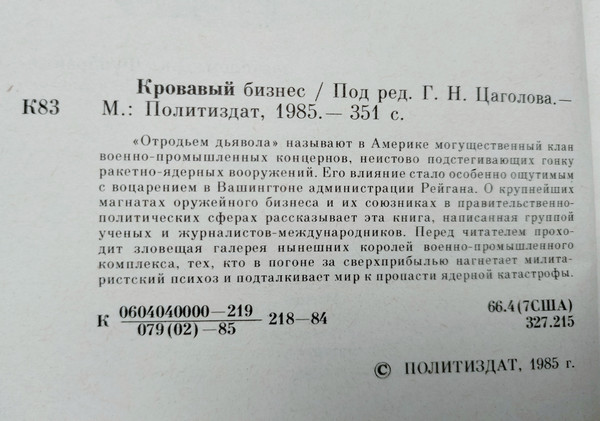 Кровавый бизнес / Под ред. Г. Н. Цаголова.—
К83 М.: Политиздат, 1985.— 351 с.
«Отродьем дьявола» называют в Америке могущественный клан
военно-промышленных концернов, неистово подстегивающих гонку
ракетно-ядерных вооружений. Его влияние стало особенно ощутимым
с воцарением в Вашингтоне администрации Рейгана. О крупнейших
магнатах оружейного бизнеса и их союзниках в правительственно-
политических сферах рассказывает эта книга, написанная группой
ученых и журналистов-международников. Перед читателем прохо-
дит зловещая галерея нынешних королей военно-промышленного
комплекса, тех, кто в погоне за сверхприбылью нагнетает милита-
ристский психоз и подталкивает мир к пропасти ядерной катастрофы.
К 0604040000—219 218—84
079(02)—85
66.4(7США)
327.215
© ПОЛИТИЗДАТ, 1985 г.